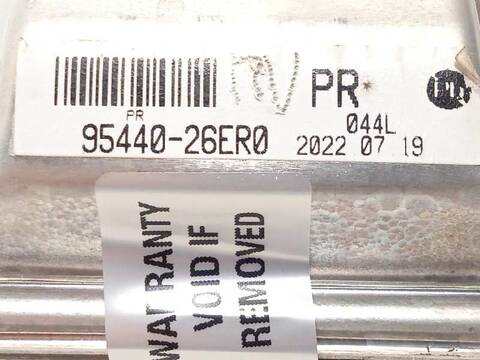 PR
PR
044L
95440-26ER0
2022 07 19
WARRANTY
VOID IF
REMOVED